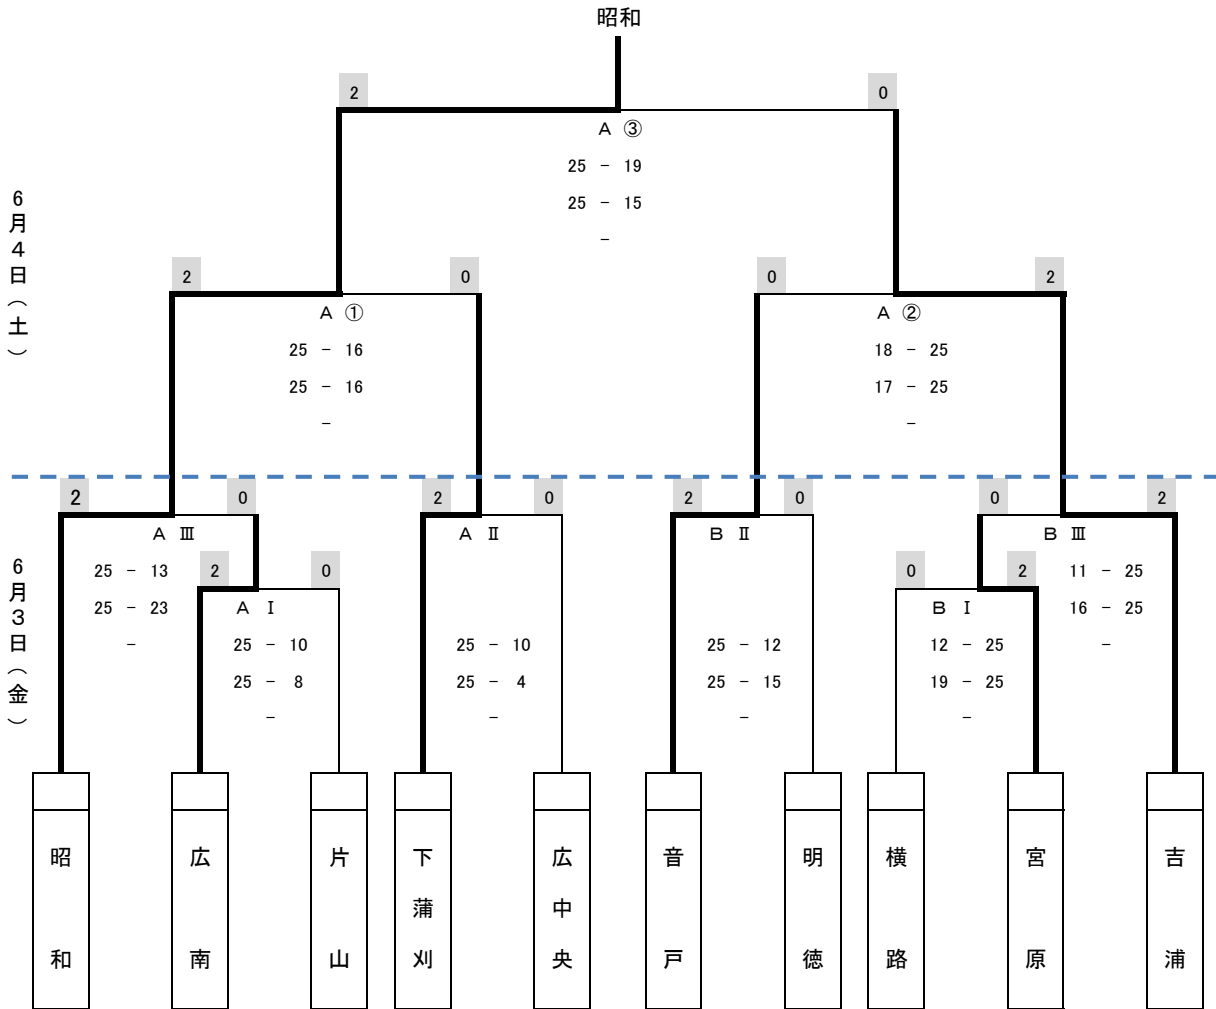 昭和
2 0
A ③
25 - 19
25 - 15
-
6月4日(土)
2 0 0 2
A ① A ②
25 - 16 18 - 25
25 - 16 17 - 25
- -
2 0 2 0 2 0 0 2
A Ⅲ A Ⅱ B Ⅱ B Ⅲ
25 - 13 2 0 0 2 11 - 25
25 - 23 A Ⅰ B Ⅰ 16 - 25
- 25 - 10 25 - 10 25 - 12 12 - 25 -
25 - 8 25 - 4 25 - 15 19 - 25
- - - -
6月3日(金)
昭和
広南
片山
下蒲刈
広中央
音戸
明徳
横路
宮原
吉浦